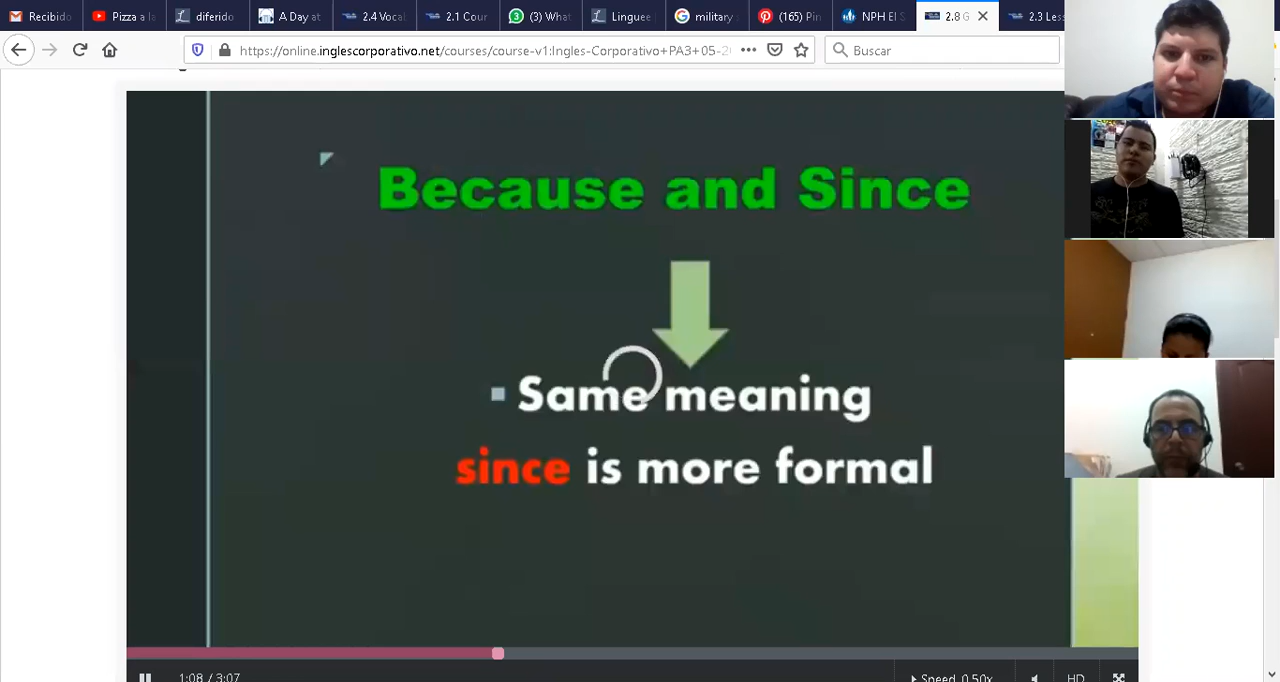 Recibido
Pizza a la
diferido
A Day at
2.4 Vocal
2.1 Cour
(3) What
Linguee
military
(165) Pin
NPH El S
2.8 G
2.3 Less
https://online.inglescorporativo.net/courses/course-v1:Ingles-Corporativo+PA3+05-2
Buscar
Because and Since
Same meaning
since is more formal
1:08 / 3:07
Speed 0.50x
HD